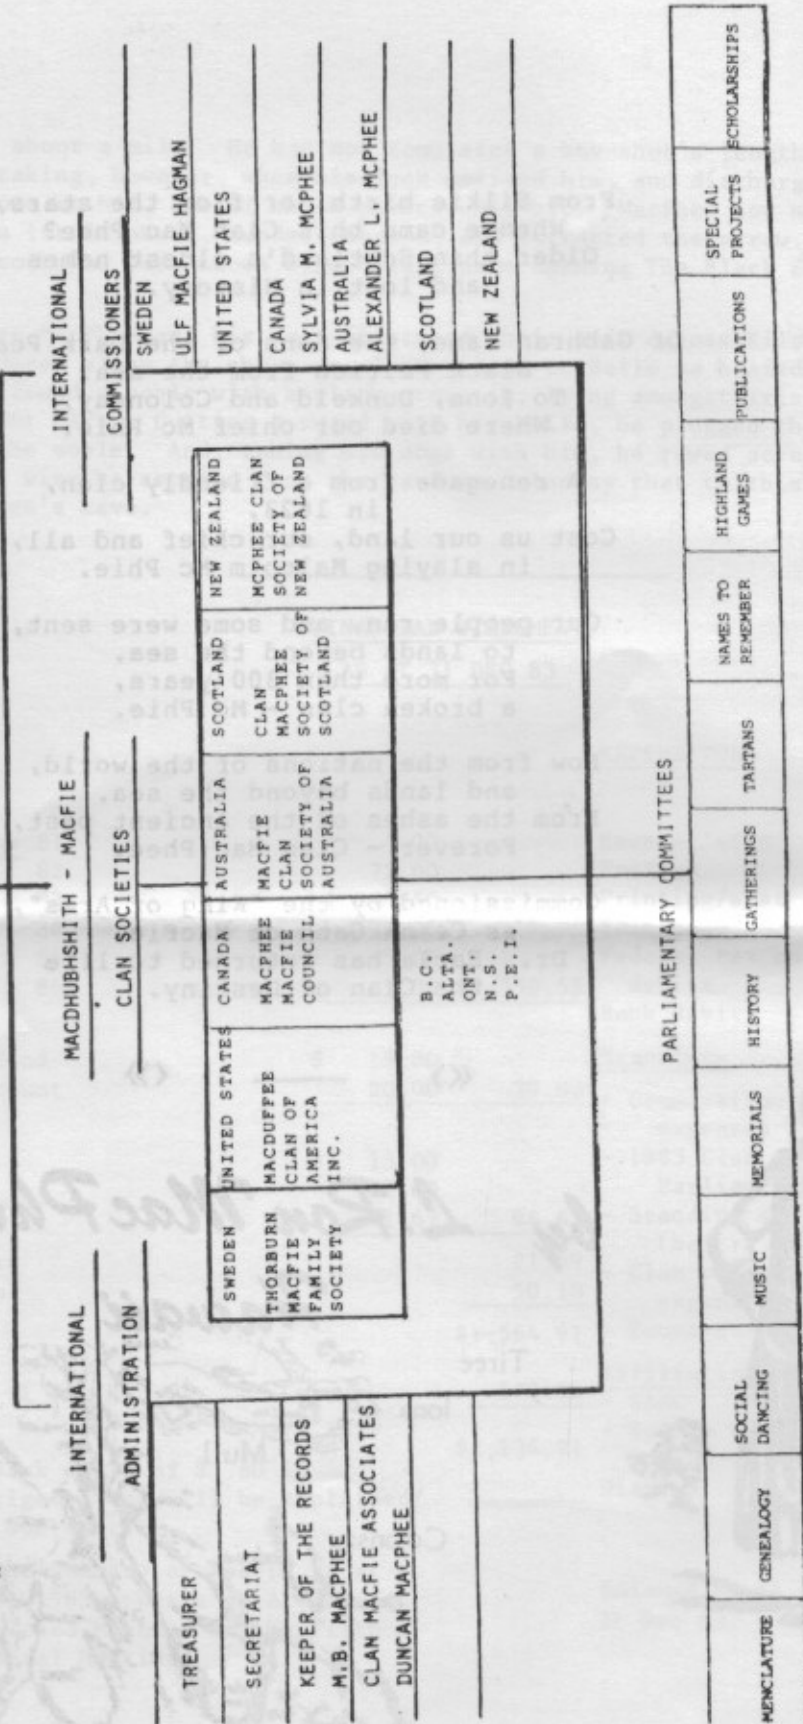 INTERNATIONAL
ADMINISTRATION
TREASURER
SECRETARIAT
KEEPER OF THE RECORDS
M.B. MACPHEE
CLAN MACFIE ASSOCIATES
DUNCAN MACPHEE
MACDHUBHSHITH - MACFIE
CLAN SOCIETIES
SWEDEN
THORBURN
MACFIE
FAMILY
SOCIETY
UNITED STATES
MACDUFFEE
CLAN OF
AMERICA
INC.
CANADA
MACPHEE
MACFIE
CLAN
COUNCIL
B.C.
ALTA.
ONT.
N.S.
P.E.I.
AUSTRALIA
MACFIE
CLAN
SOCIETY OF
AUSTRALIA
SCOTLAND
CLAN
MACPHEE
SOCIETY OF
SCOTLAND
NEW ZEALAND
MCPHEE CLAN
SOCIETY OF
NEW ZEALAND
INTERNATIONAL
COMMISSIONERS
SWEDEN
ULF MACFIE HAGMAN
UNITED STATES
CANADA
SYLVIA M. MCPHEE
AUSTRALIA
ALEXANDER L. MCPHEE
SCOTLAND
NEW ZEALAND
PARLIAMENTARY COMMITTEES
MENCLATURE
GENEALOGY
SOCIAL
DANCING
MUSIC
MEMORIALS
HISTORY
GATHERINGS
TARTANS
NAMES TO
REMEMBER
HIGHLAND
GAMES
PUBLICATIONS
SPECIAL
PROJECTS
SCHOLARSHIPS